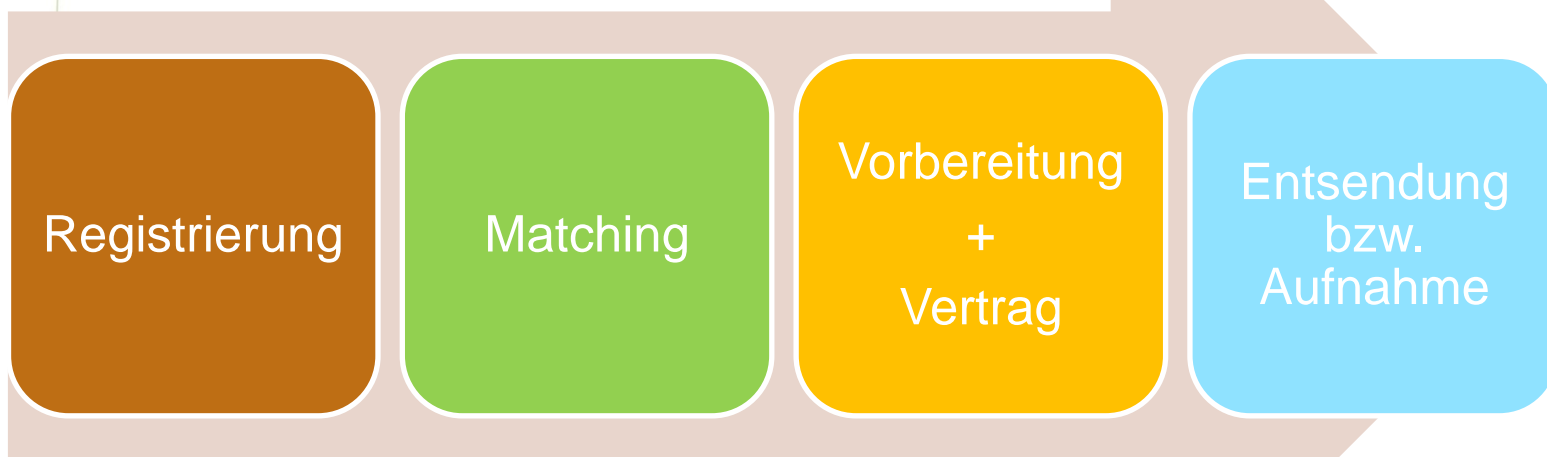 Registrierung
Matching
Vorbereitung
+
Vertrag
Entsendung
bzw.
Aufnahme